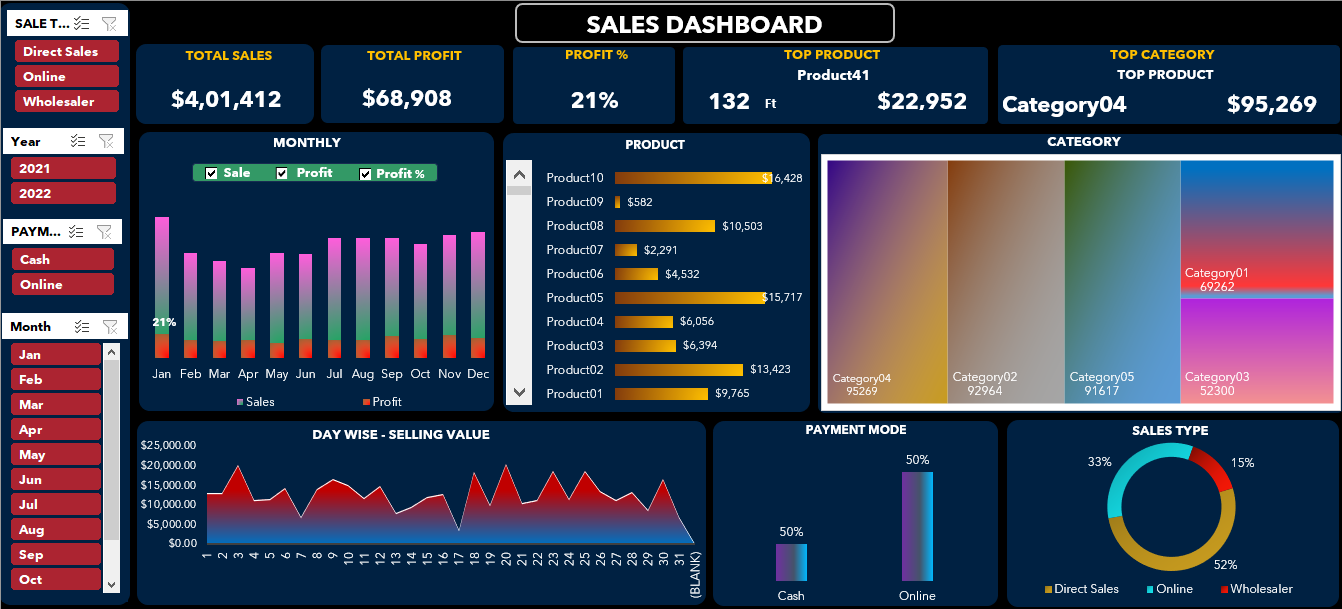 SALES DASHBOARD
SALE T...
Direct Sales
Online
Wholesaler
Year
2021
2022
PAYM...
Cash
Online
Month
Jan
Feb
Mar
Apr
May
Jun
Jul
Aug
Sep
Oct
TOTAL SALES
$4,01,412
TOTAL PROFIT
$68,908
PROFIT %
21%
TOP PRODUCT
Product41
132 Ft $22,952
TOP CATEGORY
TOP PRODUCT
Category04 $95,269
MONTHLY
Sale Profit Profit %
21%
Jan Feb Mar Apr May Jun Jul Aug Sep Oct Nov Dec
Sales Profit
PRODUCT
Product10 $16,428
Product09 $582
Product08 $10,503
Product07 $2,291
Product06 $4,532
Product05 $15,717
Product04 $6,056
Product03 $6,394
Product02 $13,423
Product01 $9,765
CATEGORY
Category04
95269
Category02
92964
Category05
91617
Category01
69262
Category03
52300
DAY WISE - SELLING VALUE
$25,000.00
$20,000.00
$15,000.00
$10,000.00
$5,000.00
$0.00
1 2 3 4 5 6 7 8 9 10 11 12 13 14 15 16 17 18 19 20 21 22 23 24 25 26 27 28 29 30 31 (BLANK)
PAYMENT MODE
50%
50%
Cash Online
SALES TYPE
33% 15%
52%
Direct Sales Online Wholesaler